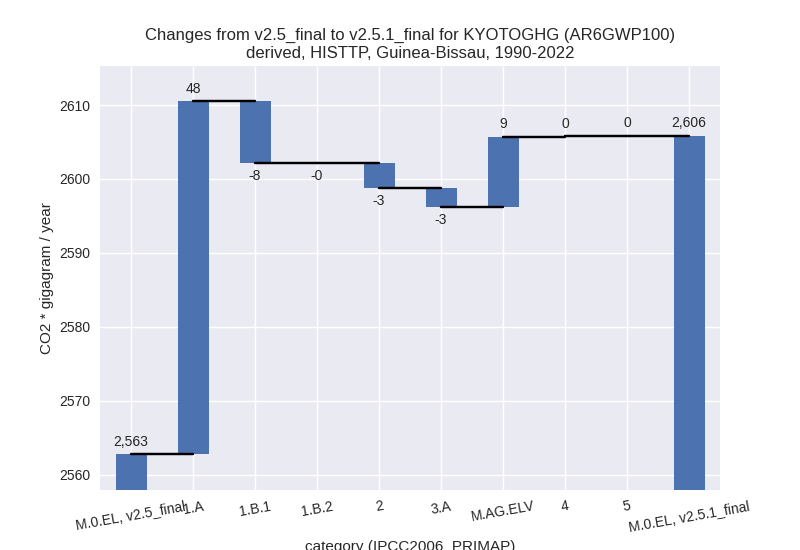 Changes from v2.5_final to v2.5.1_final for KYOTOGHG (AR6GWP100)
derived, HISTTP, Guinea-Bissau, 1990-2022
CO2 * gigagram / year
2610
2600
2590
2580
2570
2560
2,563
48
-8
-0
-3
-3
9
0
0
2,606
M.0.EL, v2.5_final
1.A
1.B.1
1.B.2
2
3.A
M.AG.ELV
4
5
M.0.EL, v2.5.1_final
category (IPCC2006_PRIMAP)